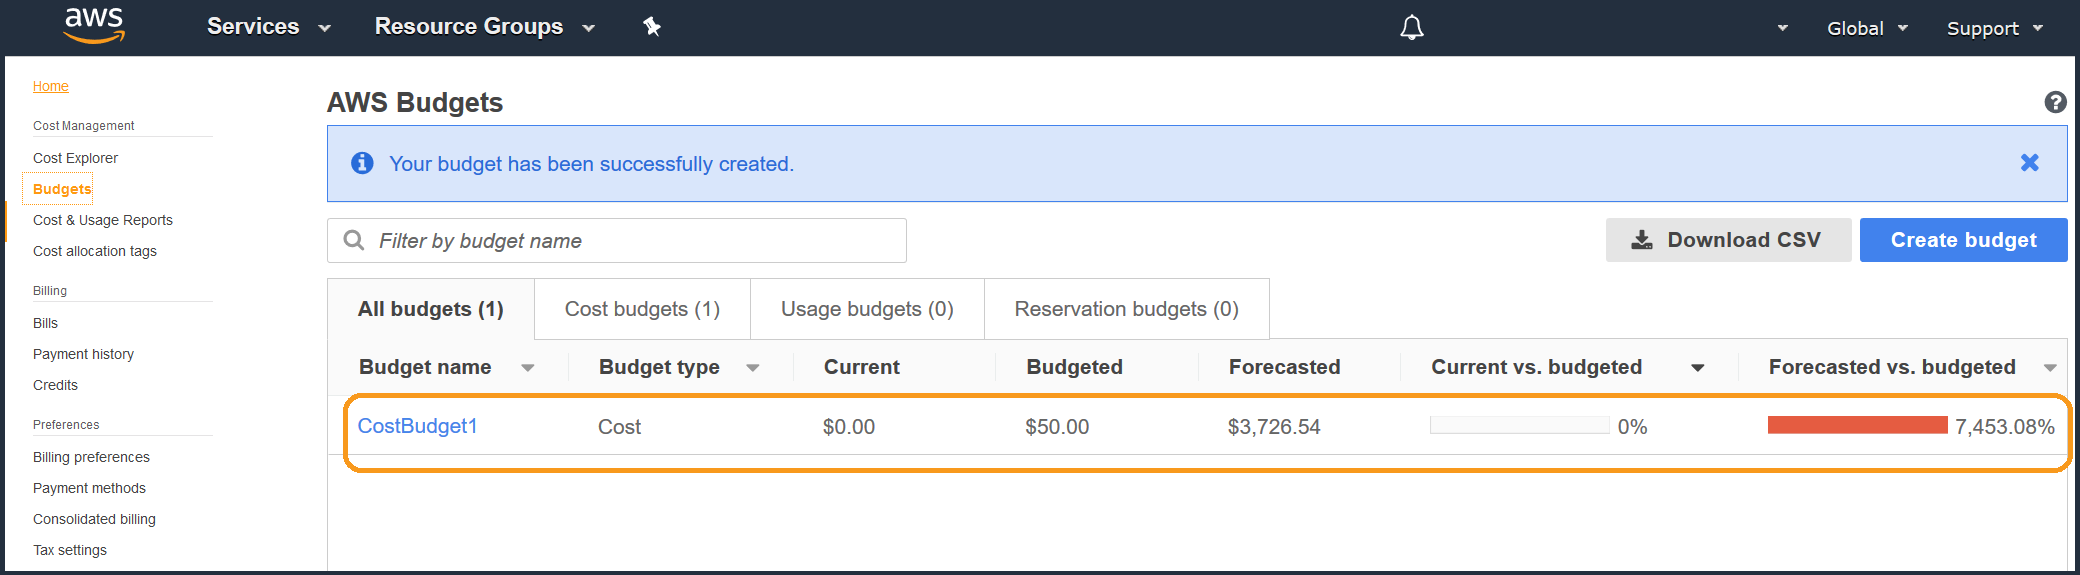 aws Services Resource Groups Global Support
Home
Cost Management
Cost Explorer
Budgets
Cost & Usage Reports
Cost allocation tags
Billing
Bills
Payment history
Credits
Preferences
Billing preferences
Payment methods
Consolidated billing
Tax settings
AWS Budgets
Your budget has been successfully created.
Filter by budget name
Download CSV Create budget
All budgets (1) Cost budgets (1) Usage budgets (0) Reservation budgets (0)
Budget name Budget type Current Budgeted Forecasted Current vs. budgeted Forecasted vs. budgeted
CostBudget1 Cost $0.00 $50.00 $3,726.54 0% 7,453.08%